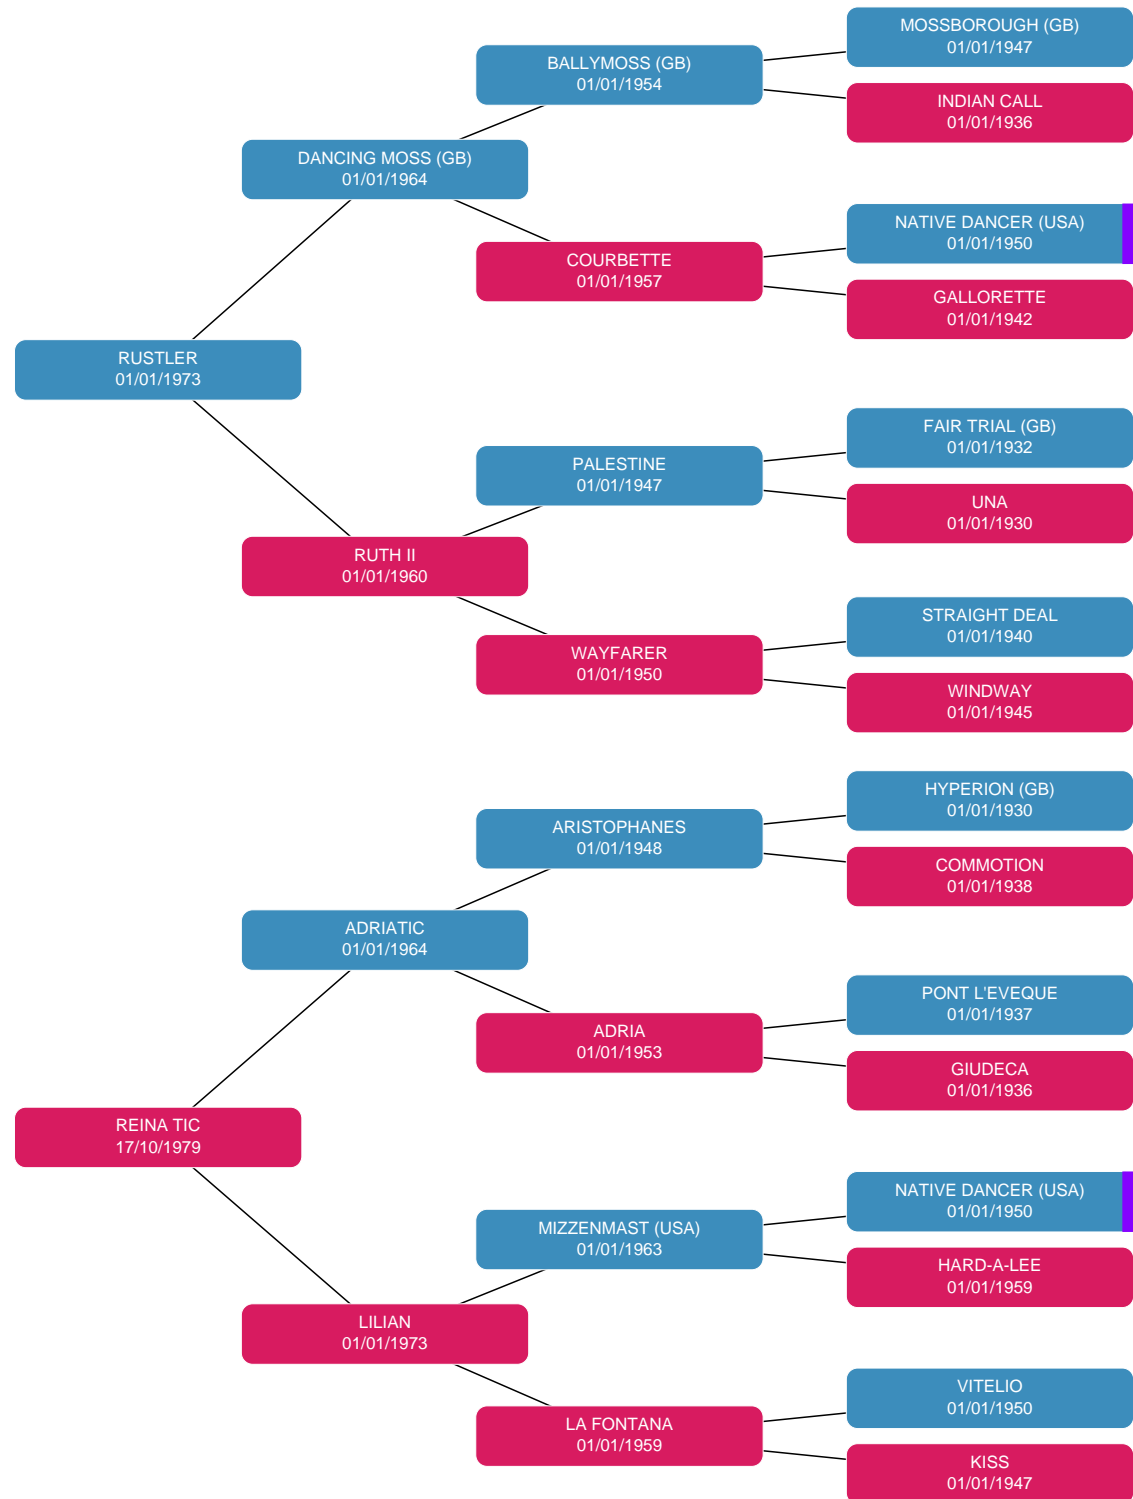 MOSSBOROUGH (GB)
01/01/1947
BALLYMOSS (GB)
01/01/1954
INDIAN CALL
01/01/1936
DANCING MOSS (GB)
01/01/1964
NATIVE DANCER (USA)
01/01/1950
COURBETTE
01/01/1957
GALLORETTE
01/01/1942
RUSTLER
01/01/1973
FAIR TRIAL (GB)
01/01/1932
PALESTINE
01/01/1947
UNA
01/01/1930
RUTH II
01/01/1960
STRAIGHT DEAL
01/01/1940
WAYFARER
01/01/1950
WINDWAY
01/01/1945
HYPERION (GB)
01/01/1930
ARISTOPHANES
01/01/1948
COMMOTION
01/01/1938
ADRIATIC
01/01/1964
PONT L'EVEQUE
01/01/1937
ADRIA
01/01/1953
GIUDECA
01/01/1936
REINA TIC
17/10/1979
NATIVE DANCER (USA)
01/01/1950
MIZZENMAST (USA)
01/01/1963
HARD-A-LEE
01/01/1959
LILIAN
01/01/1973
VITELIO
01/01/1950
LA FONTANA
01/01/1959
KISS
01/01/1947